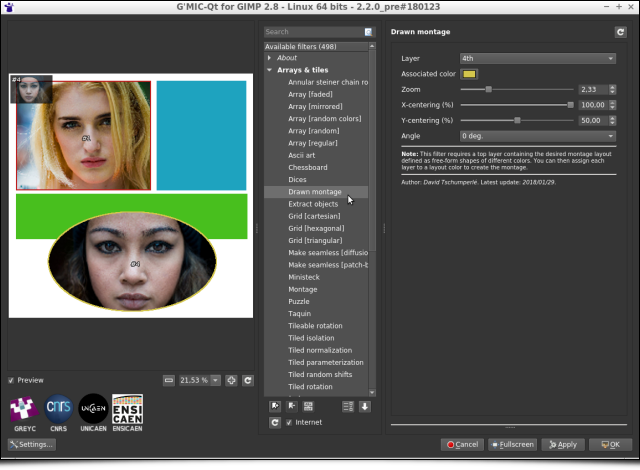 G'MIC-Qt for GIMP 2.8 - Linux 64 bits - 2.2.0_pre#180123
#4
Preview
21.53 %
GREYC
CNRS
UNICAEN
ENSICAEN
cnrs
UNICAEN
ENSI
CAEN
Settings...
Search
Available filters (498)
About
Arrays & tiles
Annular steiner chain ro
Array [faded]
Array [mirrored]
Array [random colors]
Array [random]
Array [regular]
Ascii art
Chessboard
Dices
Drawn montage
Extract objects
Grid [cartesian]
Grid [hexagonal]
Grid [triangular]
Make seamless [diffusio
Make seamless [patch-b
Ministeck
Montage
Puzzle
Taquin
Tileable rotation
Tiled isolation
Tiled normalization
Tiled parameterization
Tiled random shifts
Tiled rotation
Internet
Drawn montage
Layer 4th
Associated color
Zoom 2,33
X-centering (%) 100,00
Y-centering (%) 50,00
Angle 0 deg.
Note: This filter requires a top layer containing the desired montage layout
defined as free-form shapes of different colors. You can then assign each
layer to a layout color to create the montage.
Author: David Tschumperlé. Latest update: 2018/01/29.
Cancel
Fullscreen
Apply
OK